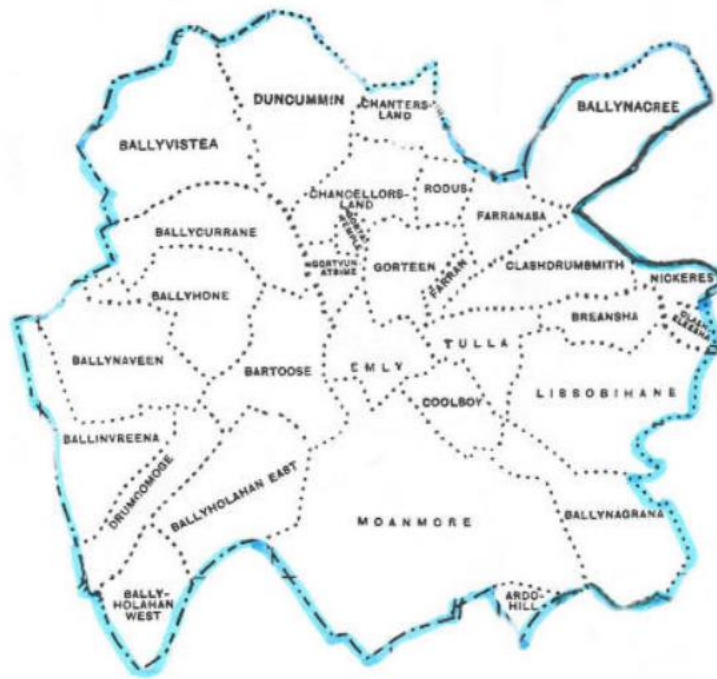 BALLYNACREE
DUNCUMMIN
CHANTERS-
LAND
BALLYVISTEA
CHANCELLORS-
LAND
RODUS
FARRANASA
BALLYCURRANE
TEMPLE
GORTEEN
FARRAN
CLASHDRUMSMITH
NICKERES
BALLYHONE
BREANSHA
BALLYNAVEEN
BARTOOSE
EMLY
TULLA
LISSOBIHANE
COOLBOY
BALLINVREENA
DRUMCOMOGE
BALLYHOLAHAN EAST
MOANMORE
BALLYNAGRANA
BALLY-
HOLAHAN
WEST
ARDO-
HILL